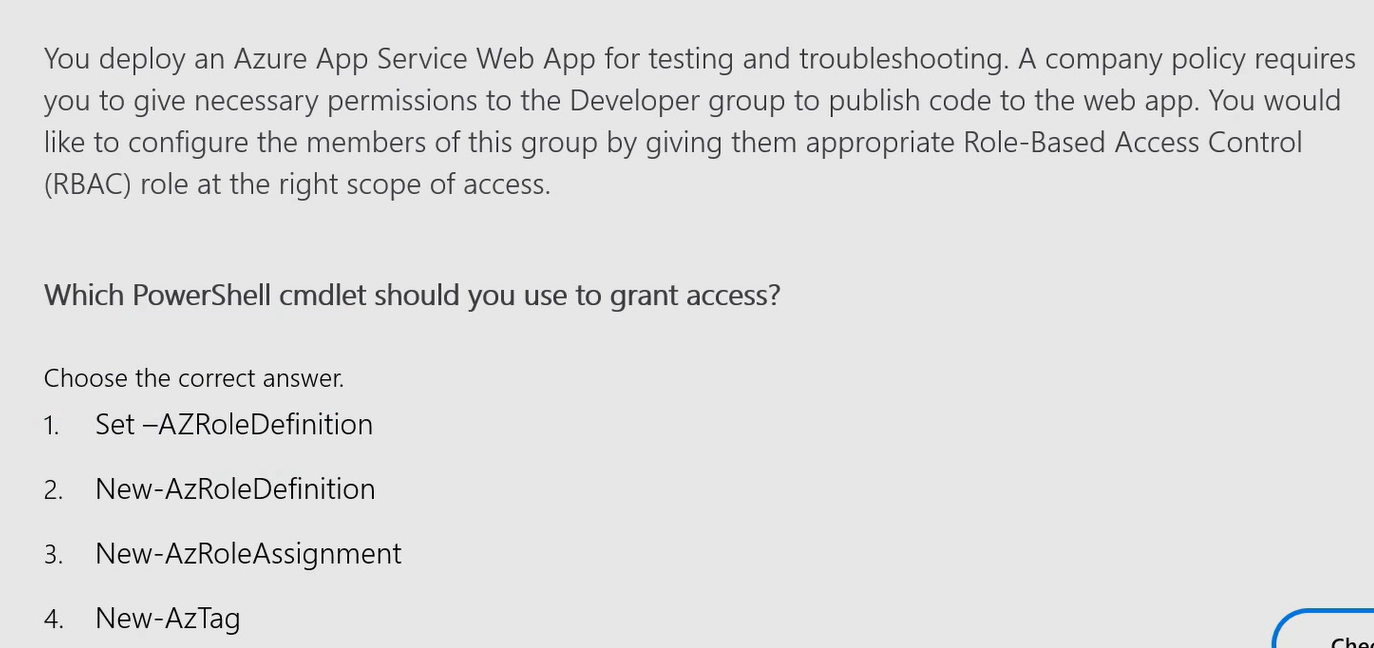 You deploy an Azure App Service Web App for testing and troubleshooting. A company policy requires
you to give necessary permissions to the Developer group to publish code to the web app. You would
like to configure the members of this group by giving them appropriate Role-Based Access Control
(RBAC) role at the right scope of access.
Which PowerShell cmdlet should you use to grant access?
Choose the correct answer.
1. Set –AZRoleDefinition
2. New-AzRoleDefinition
3. New-AzRoleAssignment
4. New-AzTag